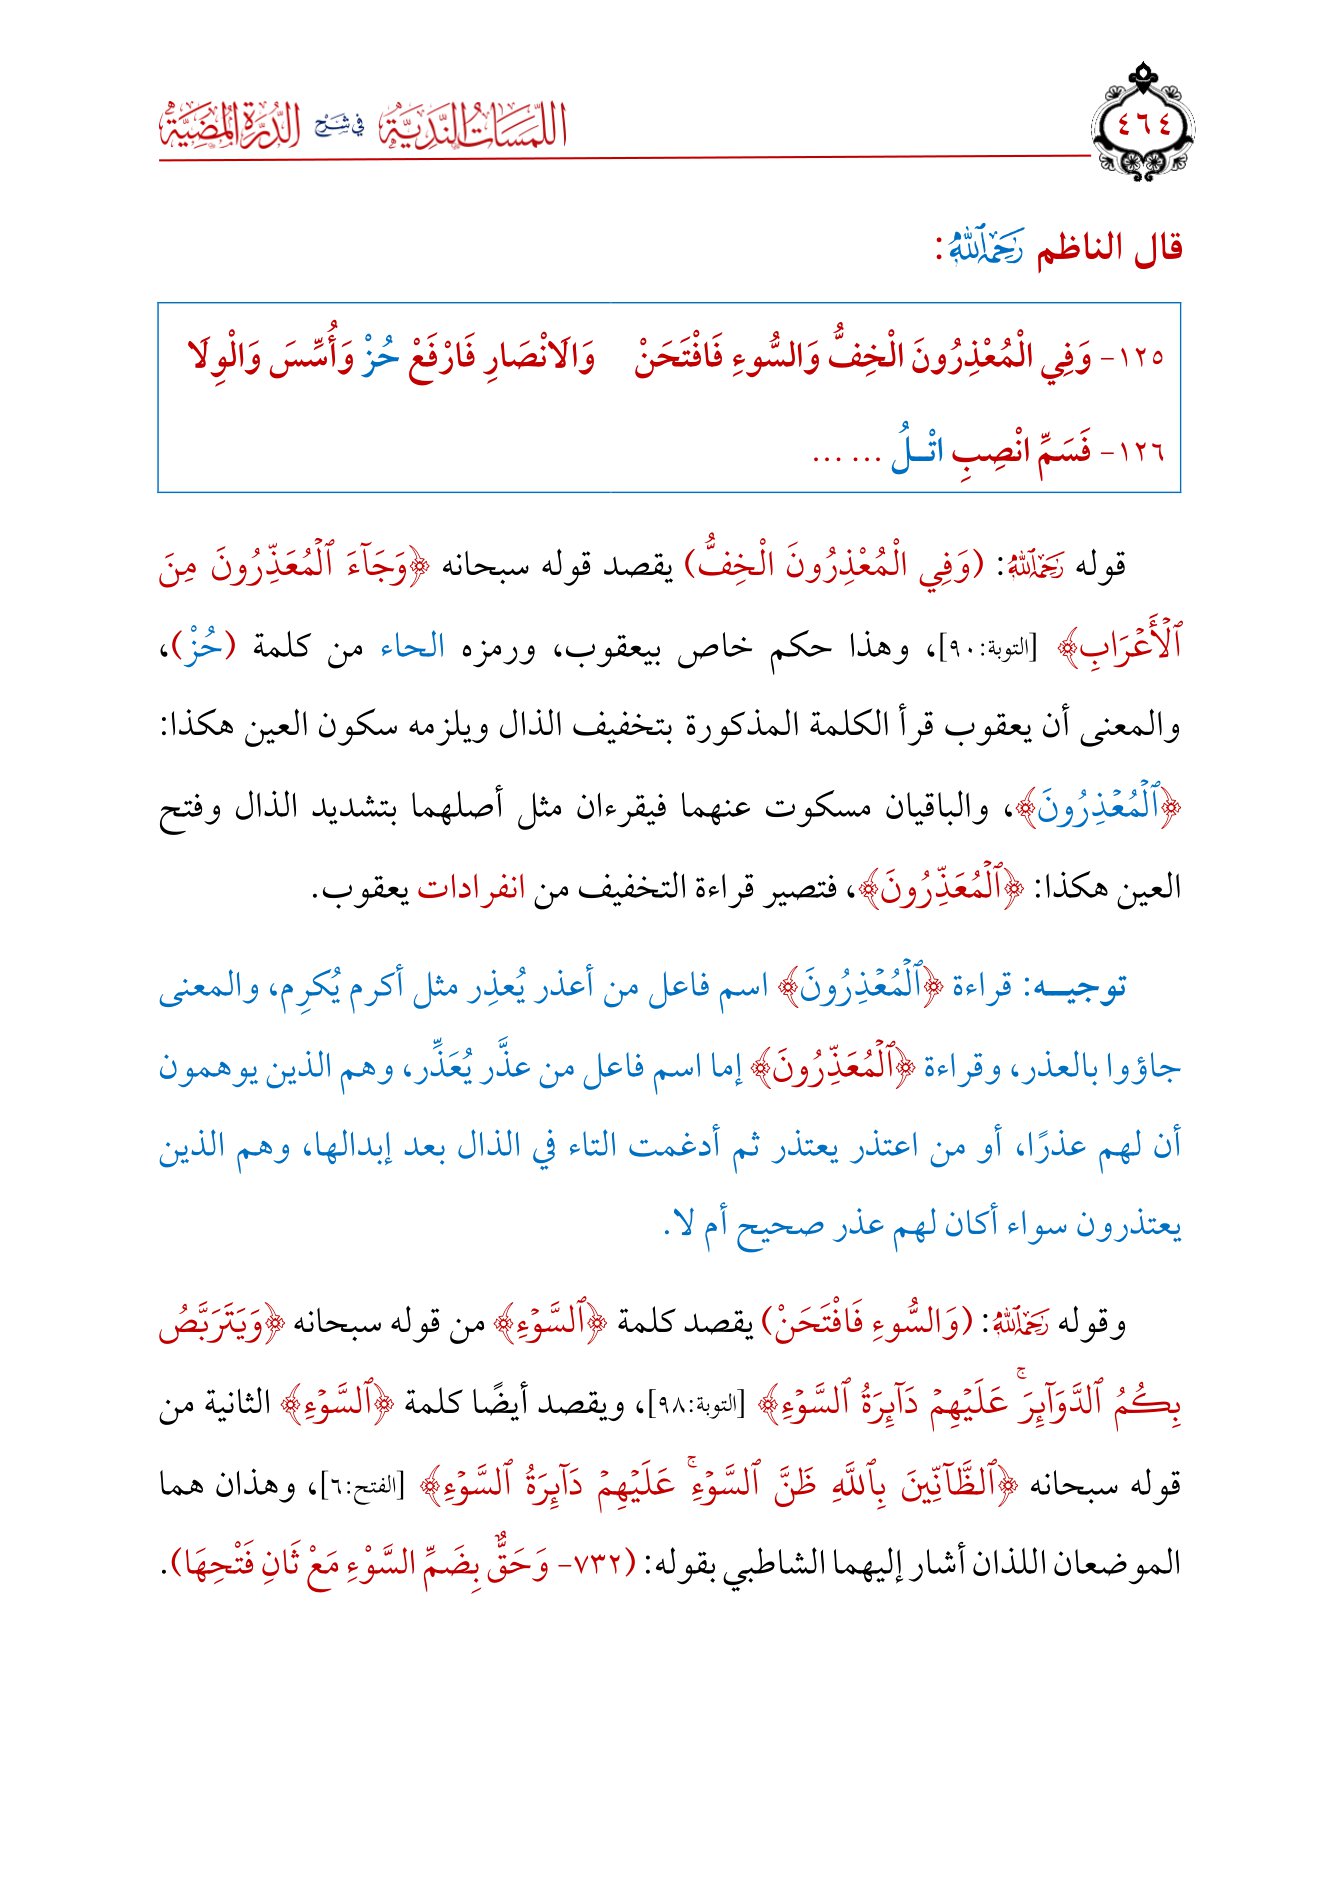 اللمسات الندية في شرح الدرة المضية
٤٦٤
قال الناظم رَحِمَهُ ٱللَّهُ:
١٢٥- وَفِي الْمُعْذِرُونَ الْخِفُّ وَالسُّوءِ فَافْتَحَنْ وَالَانْصَارِ فَارْفَعْ حُزْ وَأُسِّسَ وَالْوِلَا
١٢٦- فَسَمِّ انْصِبِ اتْـلُ ... ...
قوله رَحِمَهُ ٱللَّهُ: (وَفِي الْمُعْذِرُونَ الْخِفُّ) يقصد قوله سبحانه ﴿وَجَآءَ ٱلۡمُعَذِّرُونَ مِنَ
ٱلۡأَعۡرَابِ﴾ [التوبة:٩٠]، وهذا حكم خاص بيعقوب، ورمزه الحاء من كلمة (حُزْ)،
والمعنى أن يعقوب قرأ الكلمة المذكورة بتخفيف الذال ويلزمه سكون العين هكذا:
﴿ٱلۡمُعۡذِرُونَ﴾، والباقيان مسكوت عنهما فيقرءان مثل أصلهما بتشديد الذال وفتح
العين هكذا: ﴿ٱلۡمُعَذِّرُونَ﴾، فتصير قراءة التخفيف من انفرادات يعقوب.
توجيـــه: قراءة ﴿ٱلۡمُعۡذِرُونَ﴾ اسم فاعل من أعذر يُعذِر مثل أكرم يُكرِم، والمعنى
جاؤوا بالعذر، وقراءة ﴿ٱلۡمُعَذِّرُونَ﴾ إما اسم فاعل من عذَّر يُعَذِّر، وهم الذين يوهمون
أن لهم عذرًا، أو من اعتذر يعتذر ثم أدغمت التاء في الذال بعد إبدالها، وهم الذين
يعتذرون سواء أكان لهم عذر صحيح أم لا.
وقوله رَحِمَهُ ٱللَّهُ: (وَالسُّوءِ فَافْتَحَنْ) يقصد كلمة ﴿ٱلسَّوۡءِ﴾ من قوله سبحانه ﴿وَيَتَرَبَّصُ
بِكُمُ ٱلدَّوَآئِرَۚ عَلَيۡهِمۡ دَآئِرَةُ ٱلسَّوۡءِ﴾ [التوبة:٩٨]، ويقصد أيضًا كلمة ﴿ٱلسَّوۡءِ﴾ الثانية من
قوله سبحانه ﴿ٱلظَّآنِّينَ بِٱللَّهِ ظَنَّ ٱلسَّوۡءِۚ عَلَيۡهِمۡ دَآئِرَةُ ٱلسَّوۡءِ﴾ [الفتح:٦]، وهذان هما
الموضعان اللذان أشار إليهما الشاطبي بقوله: (٧٣٢- وَحَقٌّ بِضَمِّ السَّوْءِ مَعْ ثَانِ فَتْحِهَا).